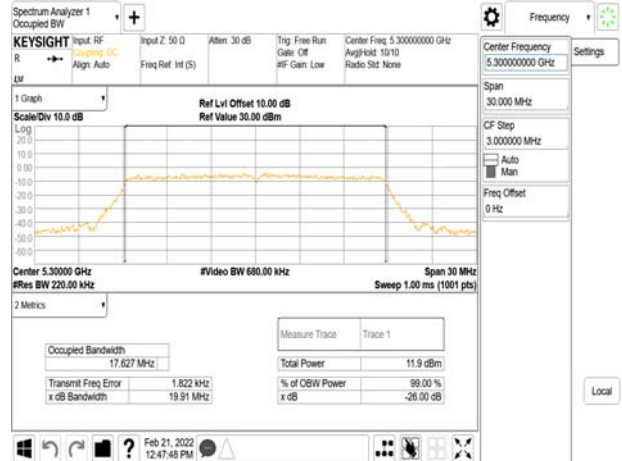 Spectrum Analyzer 1
Occupied BW
+
Frequency
KEYSIGHT
Input: RF
Coupling: DC
Align: Auto
Input Z: 50 Ω
Freq Ref: Int (S)
Atten: 30 dB
Trig: Free Run
Gate: Off
#IF Gain: Low
Center Freq: 5.300000000 GHz
Avg|Hold: 10/10
Radio Std: None
R
Center Frequency
5.300000000 GHz
Settings
Span
30.000 MHz
CF Step
3.000000 MHz
Auto
Man
Freq Offset
0 Hz
Local
1 Graph
Scale/Div 10.0 dB
Ref Lvl Offset 10.00 dB
Ref Value 30.00 dBm
Log
20.0
10.0
0.00
-10.0
-20.0
-30.0
-40.0
-50.0
-60.0
Center 5.30000 GHz
#Res BW 220.00 kHz
#Video BW 680.00 kHz
Span 30 MHz
Sweep 1.00 ms (1001 pts)
2 Metrics
Measure Trace Trace 1
Occupied Bandwidth
17.627 MHz
Total Power 11.9 dBm
Transmit Freq Error 1.822 kHz
% of OBW Power 99.00 %
x dB Bandwidth 19.91 MHz
x dB -26.00 dB
?
Feb 21, 2022
12:47:48 PM